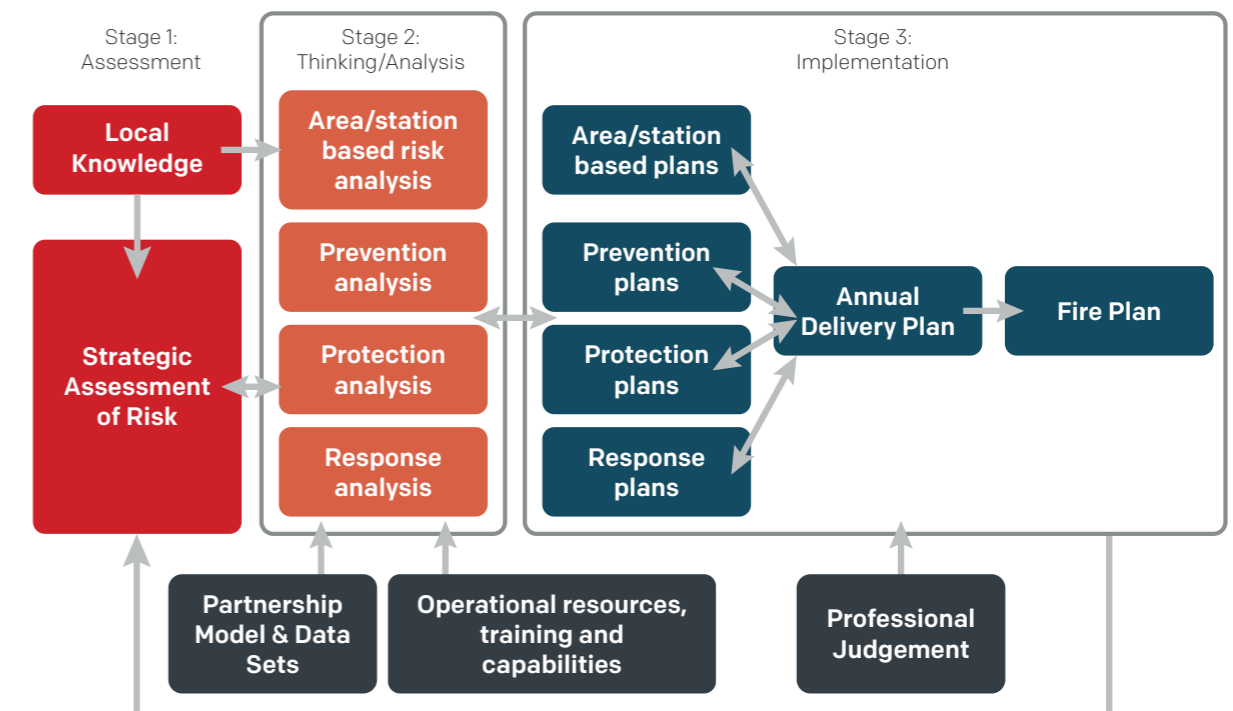 Stage 1:
Assessment
Local
Knowledge
Strategic
Assessment
of Risk
Stage 2:
Thinking/Analysis
Area/station
based risk
analysis
Prevention
analysis
Protection
analysis
Response
analysis
Stage 3:
Implementation
Area/station
based plans
Prevention
plans
Protection
plans
Response
plans
Annual
Delivery Plan
Fire Plan
Partnership
Model & Data
Sets
Operational resources,
training and
capabilities
Professional
Judgement